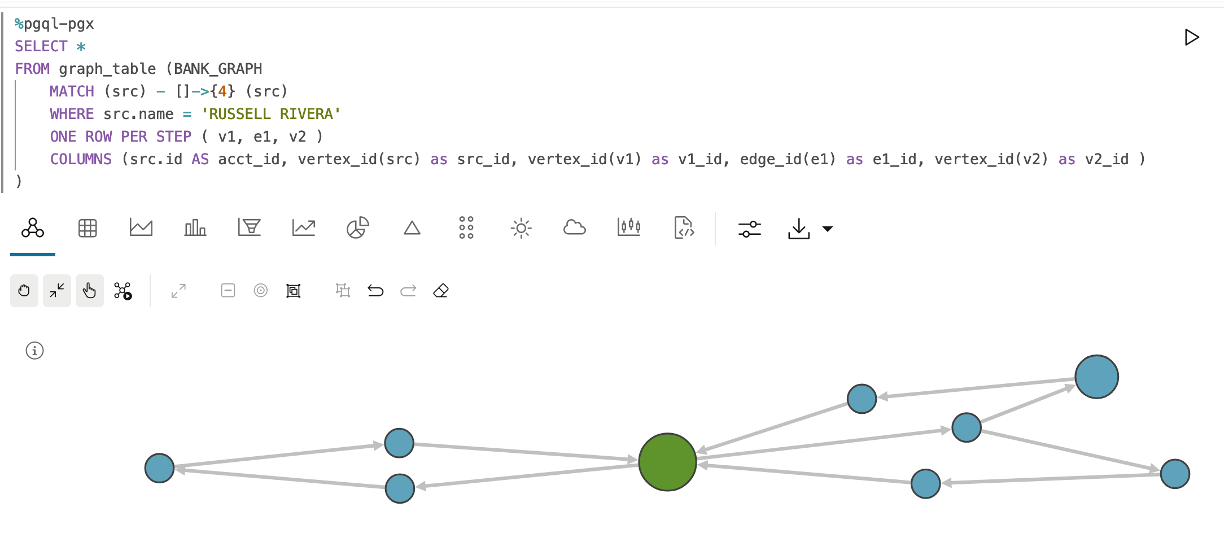 %pgql-pgx
SELECT *
FROM graph_table (BANK_GRAPH
MATCH (src) - []->{4} (src)
WHERE src.name = 'RUSSELL RIVERA'
ONE ROW PER STEP ( v1, e1, v2 )
COLUMNS (src.id AS acct_id, vertex_id(src) as src_id, vertex_id(v1) as v1_id, edge_id(e1) as e1_id, vertex_id(v2) as v2_id )
)